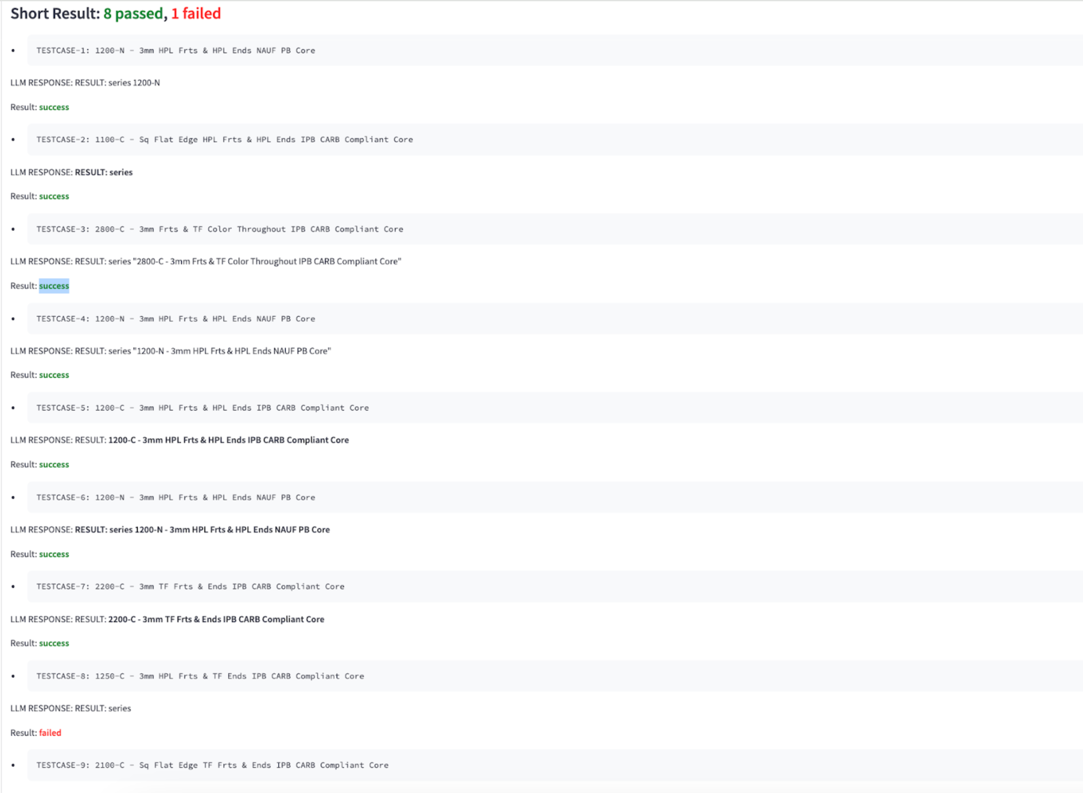 Short Result: 8 passed, 1 failed
• TESTCASE-1: 1200-N - 3mm HPL Frts & HPL Ends NAUF PB Core
LLM RESPONSE: RESULT: series 1200-N
Result: success
• TESTCASE-2: 1100-C - Sq Flat Edge HPL Frts & HPL Ends IPB CARB Compliant Core
LLM RESPONSE: RESULT: series
Result: success
• TESTCASE-3: 2800-C - 3mm Frts & TF Color Throughout IPB CARB Compliant Core
LLM RESPONSE: RESULT: series "2800-C - 3mm Frts & TF Color Throughout IPB CARB Compliant Core"
Result: success
• TESTCASE-4: 1200-N - 3mm HPL Frts & HPL Ends NAUF PB Core
LLM RESPONSE: RESULT: series "1200-N - 3mm HPL Frts & HPL Ends NAUF PB Core"
Result: success
• TESTCASE-5: 1200-C - 3mm HPL Frts & HPL Ends IPB CARB Compliant Core
LLM RESPONSE: RESULT: 1200-C - 3mm HPL Frts & HPL Ends IPB CARB Compliant Core
Result: success
• TESTCASE-6: 1200-N - 3mm HPL Frts & HPL Ends NAUF PB Core
LLM RESPONSE: RESULT: series 1200-N - 3mm HPL Frts & HPL Ends NAUF PB Core
Result: success
• TESTCASE-7: 2200-C - 3mm TF Frts & Ends IPB CARB Compliant Core
LLM RESPONSE: RESULT: 2200-C - 3mm TF Frts & Ends IPB CARB Compliant Core
Result: success
• TESTCASE-8: 1250-C - 3mm HPL Frts & TF Ends IPB CARB Compliant Core
LLM RESPONSE: RESULT: series
Result: failed
• TESTCASE-9: 2100-C - Sq Flat Edge TF Frts & Ends IPB CARB Compliant Core